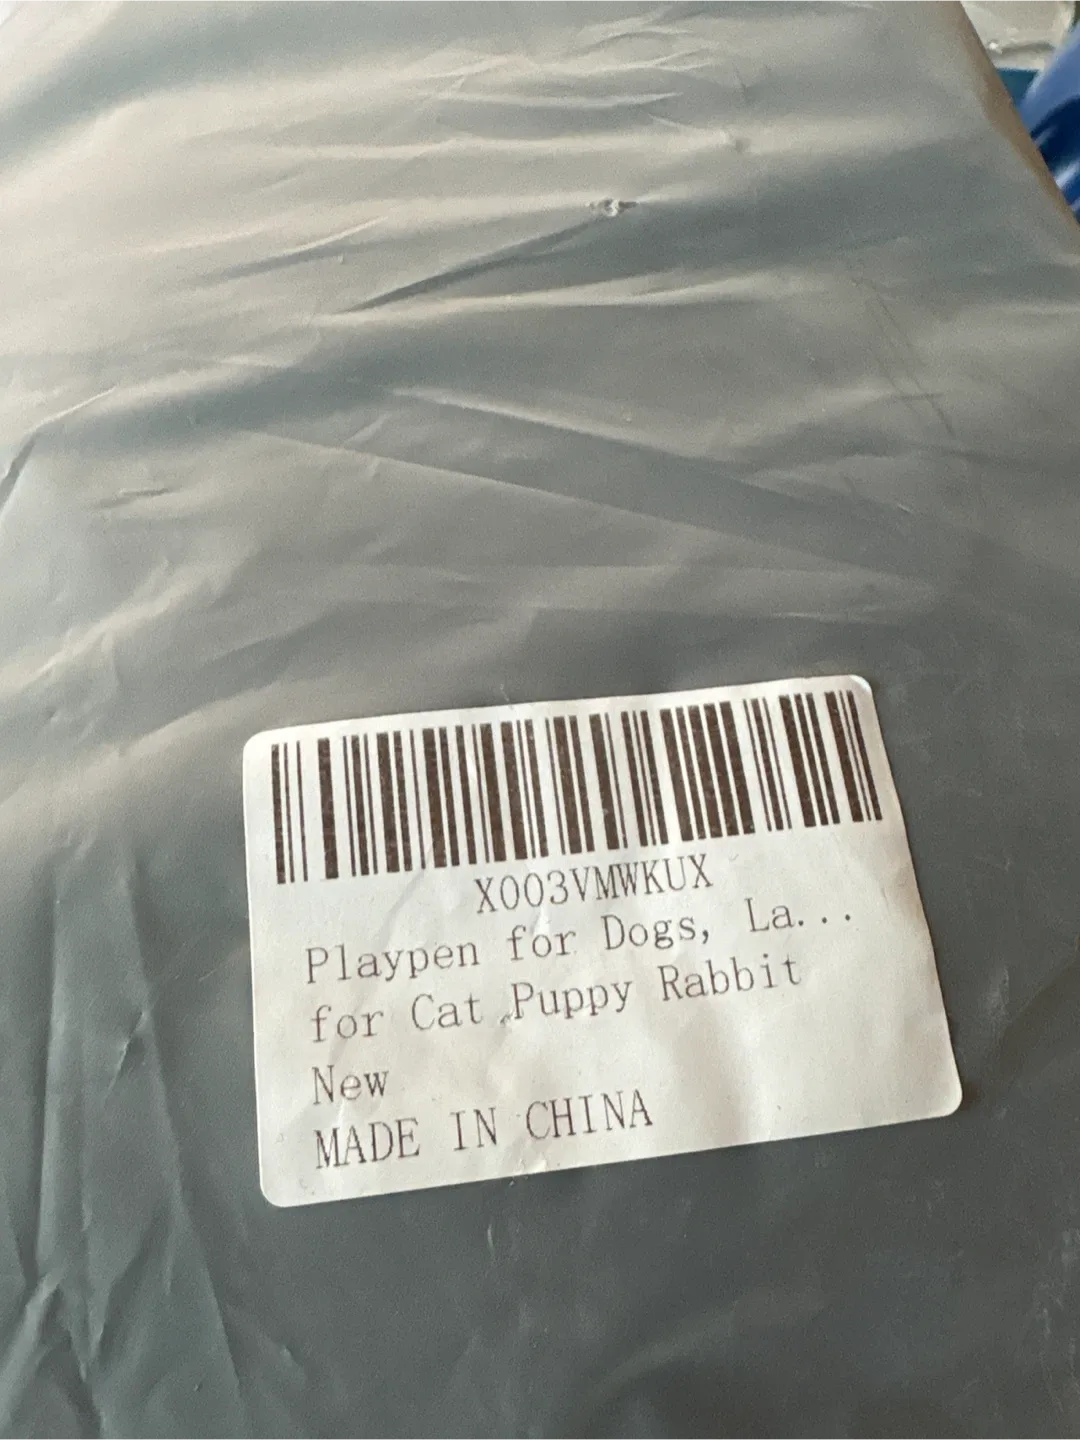 X003VMWKUX
Playpen for Dogs, La...
for Cat Puppy Rabbit
New
MADE IN CHINA